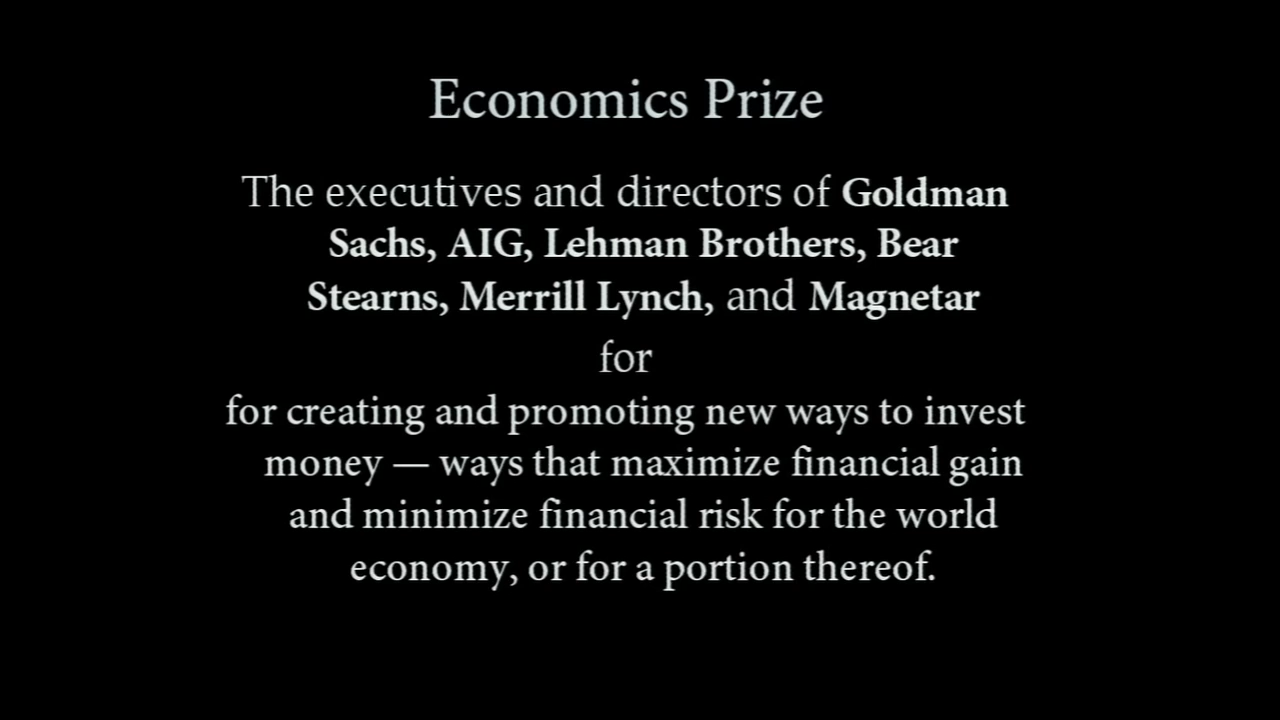 Economics Prize
The executives and directors of Goldman
Sachs, AIG, Lehman Brothers, Bear
Stearns, Merrill Lynch, and Magnetar
for
for creating and promoting new ways to invest
money — ways that maximize financial gain
and minimize financial risk for the world
economy, or for a portion thereof.